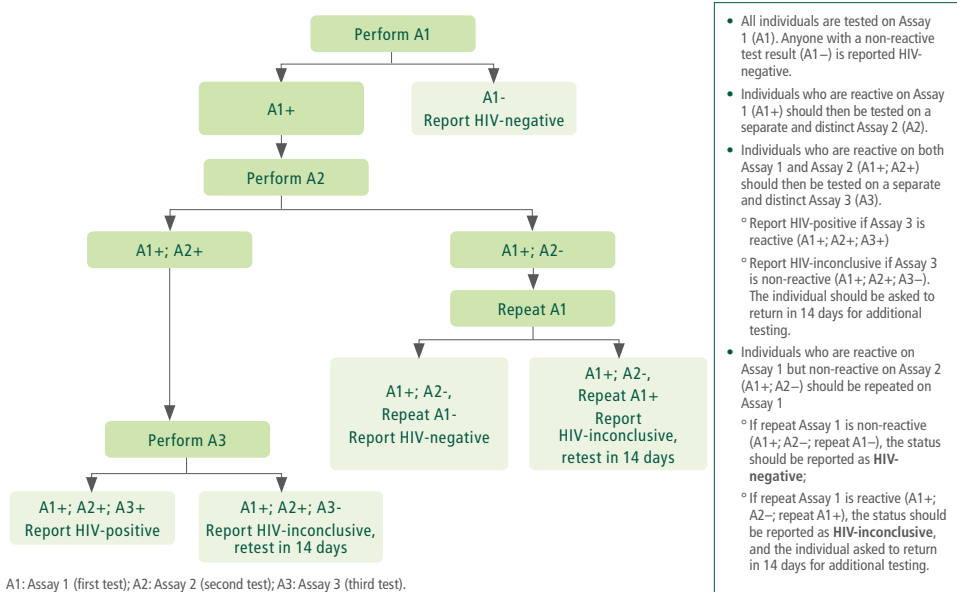 Perform A1
A1+
A1-
Report HIV-negative
Perform A2
A1+; A2+
A1+; A2-
Repeat A1
A1+; A2-,
Repeat A1-
Report HIV-negative
A1+; A2-,
Repeat A1+
Report
HIV-inconclusive,
retest in 14 days
Perform A3
A1+; A2+; A3+
Report HIV-positive
A1+; A2+; A3-
Report HIV-inconclusive,
retest in 14 days
A1: Assay 1 (first test); A2: Assay 2 (second test); A3: Assay 3 (third test).
• All individuals are tested on Assay
1 (A1). Anyone with a non-reactive
test result (A1−) is reported HIV-
negative.
• Individuals who are reactive on Assay
1 (A1+) should then be tested on a
separate and distinct Assay 2 (A2).
• Individuals who are reactive on both
Assay 1 and Assay 2 (A1+; A2+)
should then be tested on a separate
and distinct Assay 3 (A3).
° Report HIV-positive if Assay 3 is
reactive (A1+; A2+; A3+)
° Report HIV-inconclusive if Assay 3
is non-reactive (A1+; A2+; A3−).
The individual should be asked to
return in 14 days for additional
testing.
• Individuals who are reactive on
Assay 1 but non-reactive on Assay 2
(A1+; A2−) should be repeated on
Assay 1
° If repeat Assay 1 is non-reactive
(A1+; A2−; repeat A1−), the status
should be reported as HIV-
negative;
° If repeat Assay 1 is reactive (A1+;
A2−; repeat A1+), the status should
be reported as HIV-inconclusive,
and the individual asked to return
in 14 days for additional testing.